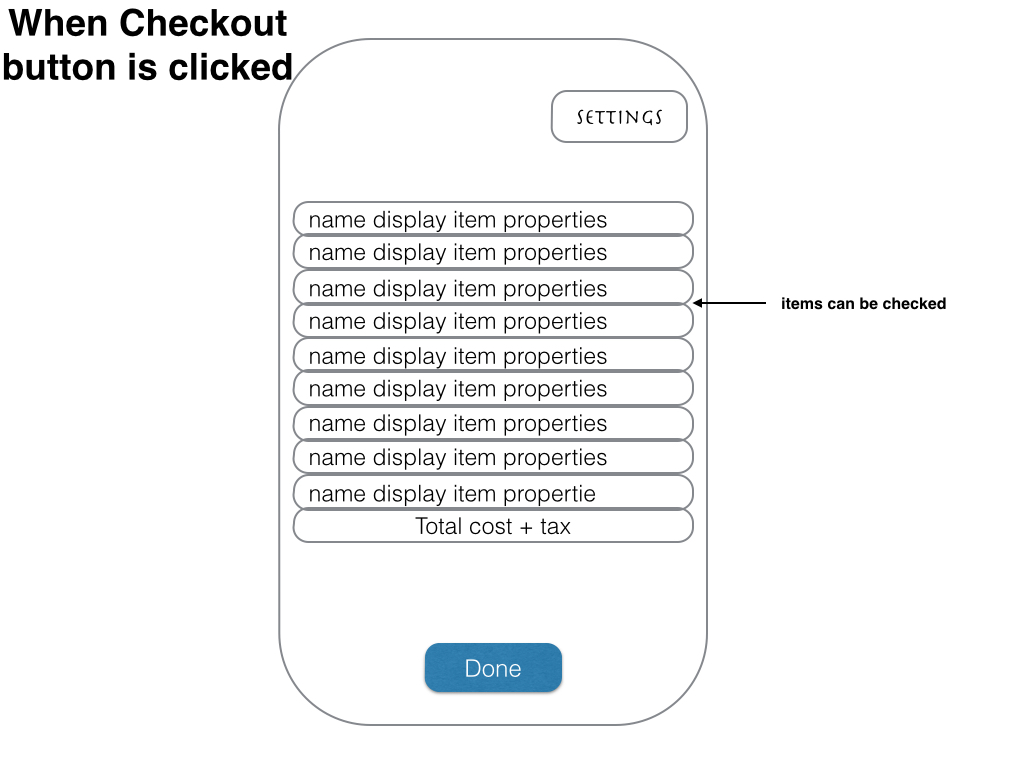 When Checkout
button is clicked
SETTINGS
name display item properties
name display item properties
name display item properties
items can be checked
name display item properties
name display item properties
name display item properties
name display item properties
name display item properties
name display item propertie
Total cost + tax
Done